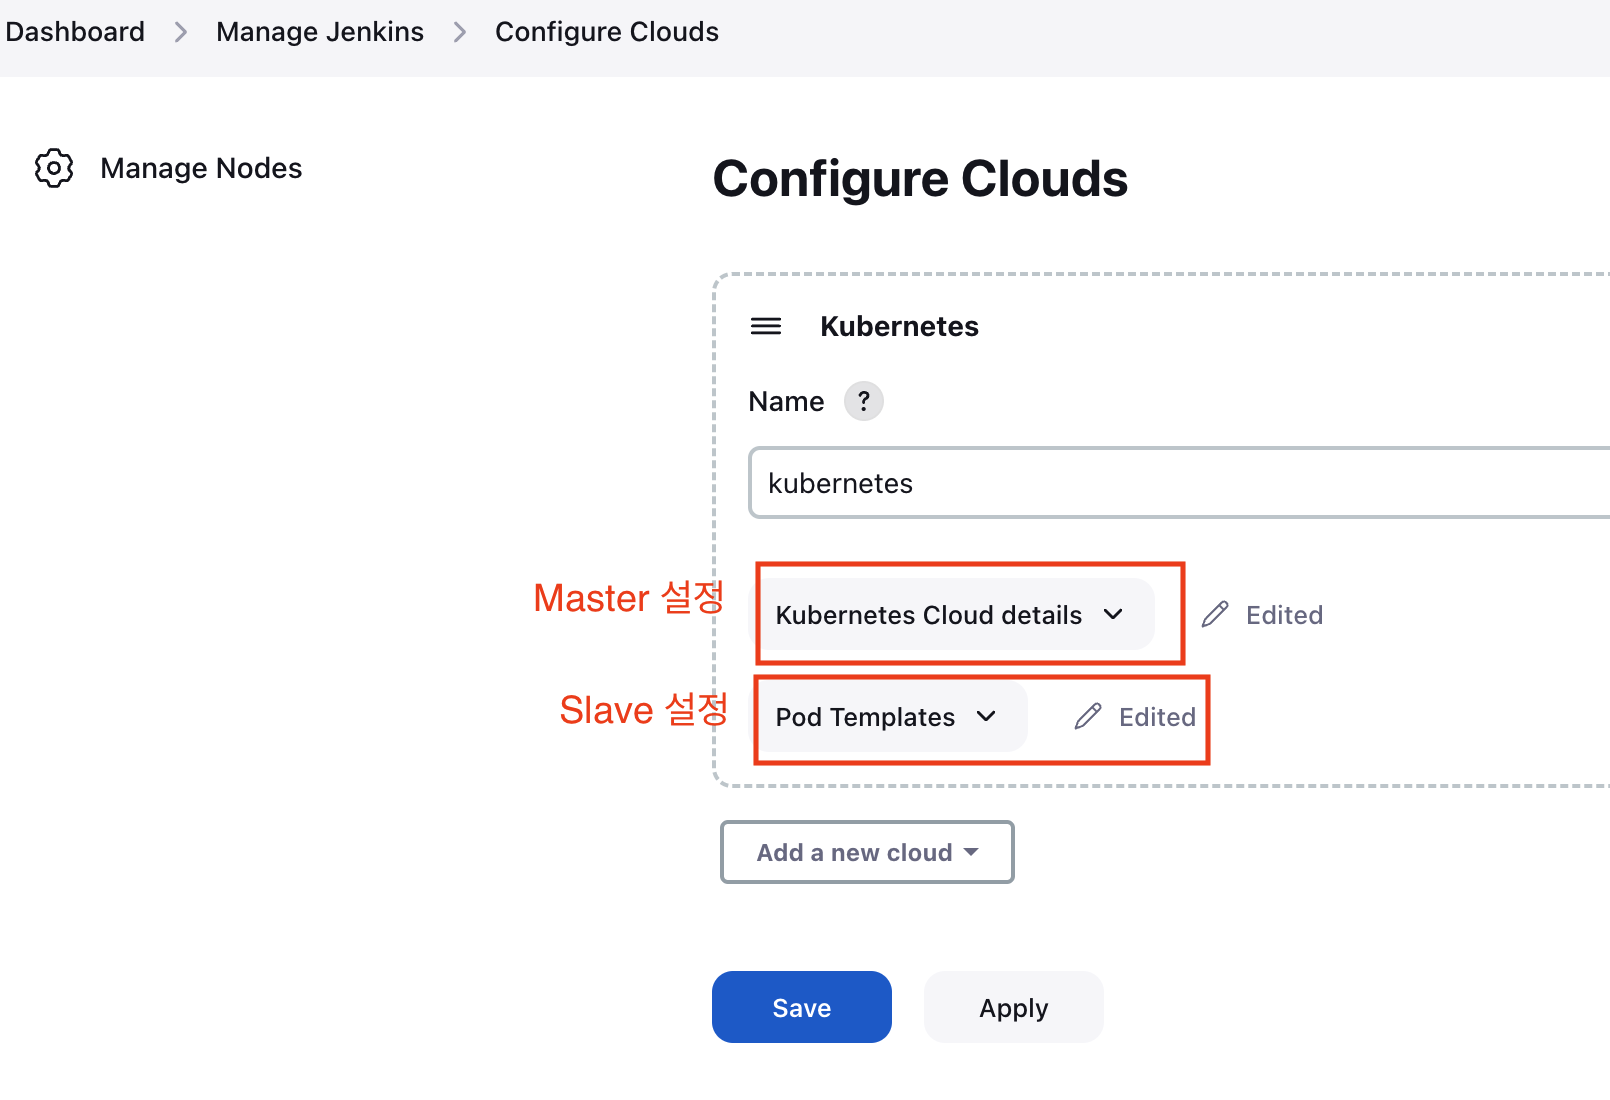 Dashboard > Manage Jenkins > Configure Clouds
Manage Nodes
Configure Clouds
Kubernetes
Name ?
kubernetes
Master 설정
Kubernetes Cloud details
Edited
Slave 설정
Pod Templates
Edited
Add a new cloud
Save
Apply